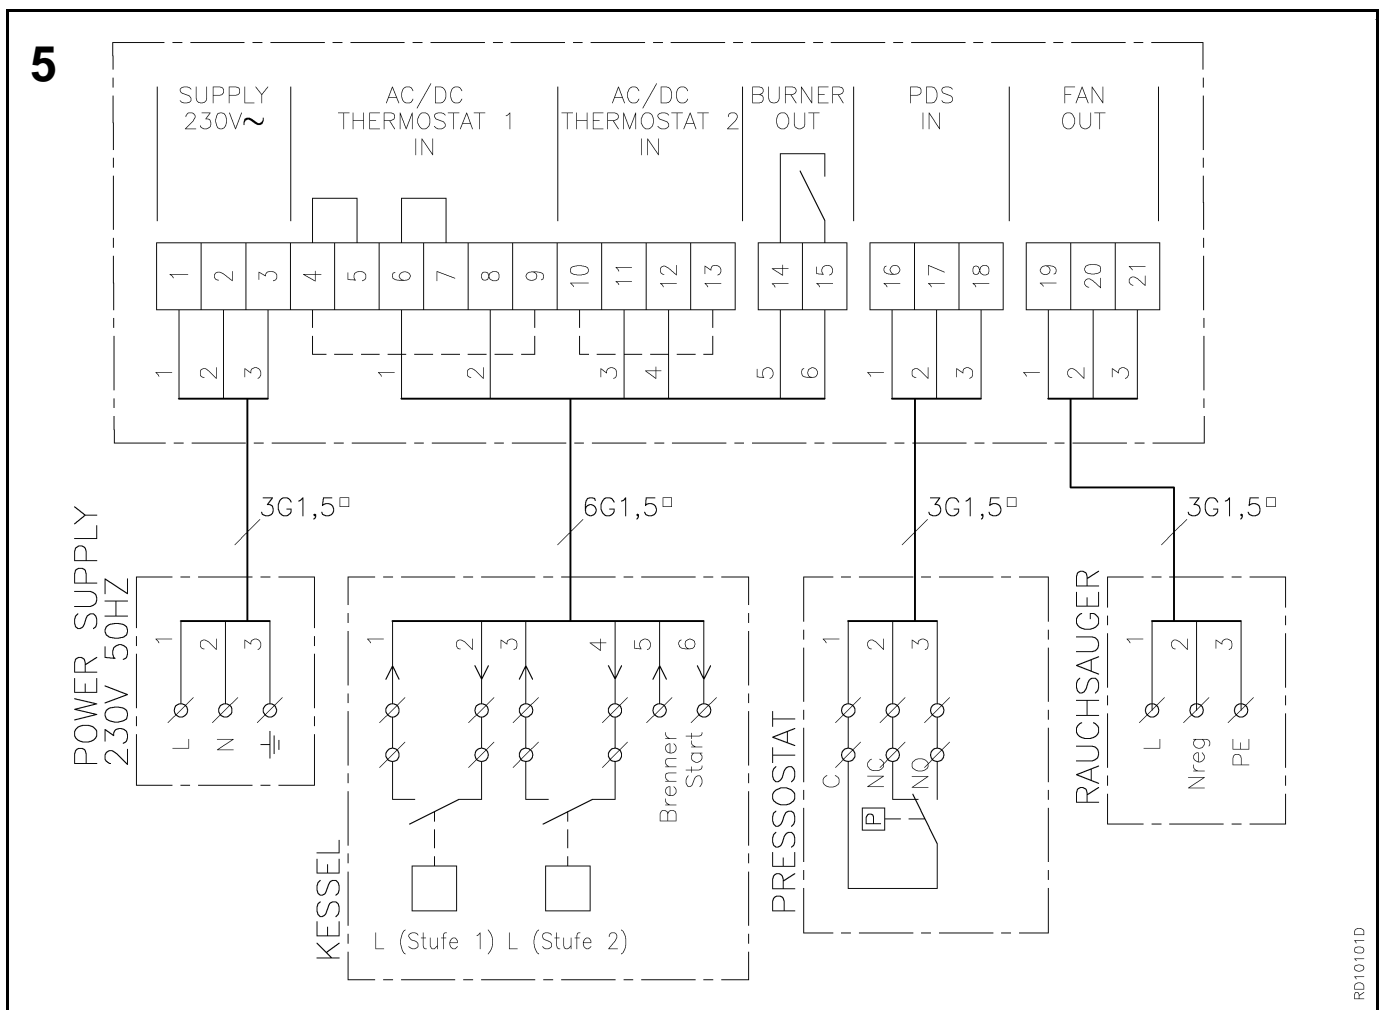 5
SUPPLY
230V~
AC/DC
THERMOSTAT 1
IN
AC/DC
THERMOSTAT 2
IN
BURNER
OUT
PDS
IN
FAN
OUT
1 2 3 4 5 6 7 8 9 10 11 12 13 14 15 16 17 18 19 20 21
1 2 3 1 2 3 4 5 6 1 2 3 1 2 3
3G1,5□ 6G1,5□ 3G1,5□ 3G1,5□
POWER SUPPLY
230V 50HZ
1 2 3
L N
KESSEL
1 2 3 4 5 6
Brenner
Start
L (Stufe 1) L (Stufe 2)
PRESSOSTAT
1 2 3
C NC NO
P
RAUCHSAUGER
1 2 3
L Nreg PE
RD10101D